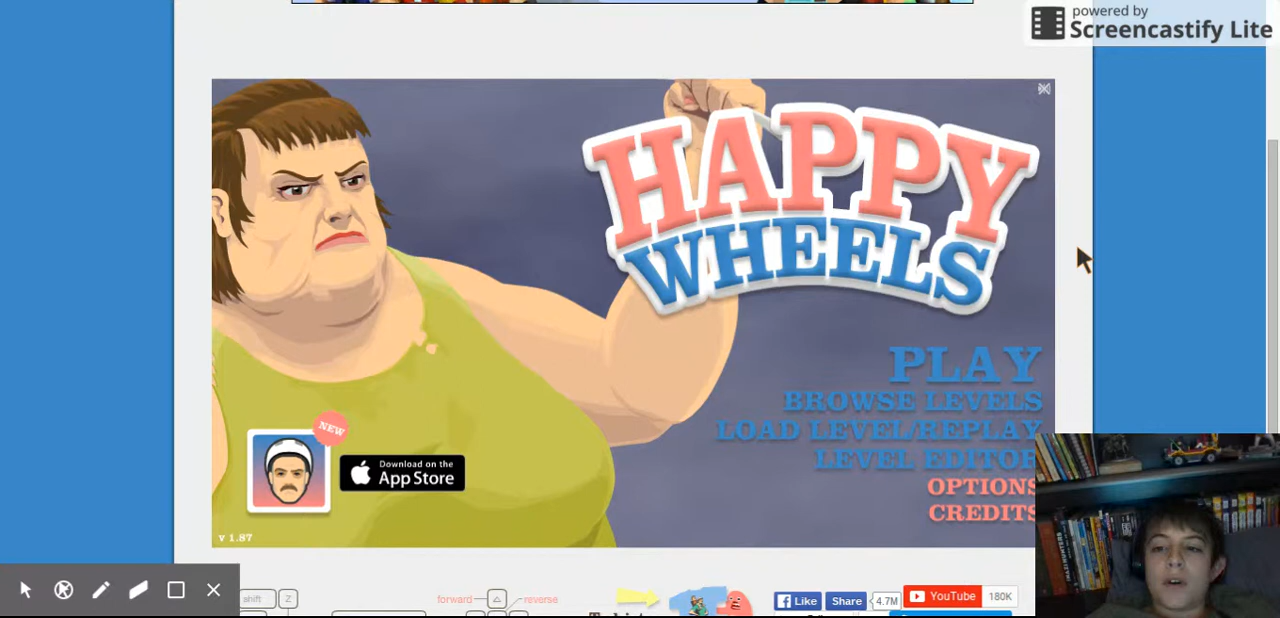 powered by
Screencastify Lite
HAPPY
WHEELS
PLAY
BROWSE LEVELS
LOAD LEVEL/REPLAY
LEVEL EDITOR
OPTIONS
CREDITS
NEW
Download on the
App Store
v 1.87
shift Z
forward reverse
Like Share 4.7M YouTube 180K